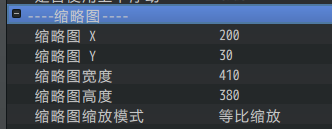 ----缩略图----
缩略图 X 200
缩略图 Y 30
缩略图宽度 410
缩略图高度 380
缩略图缩放模式 等比缩放